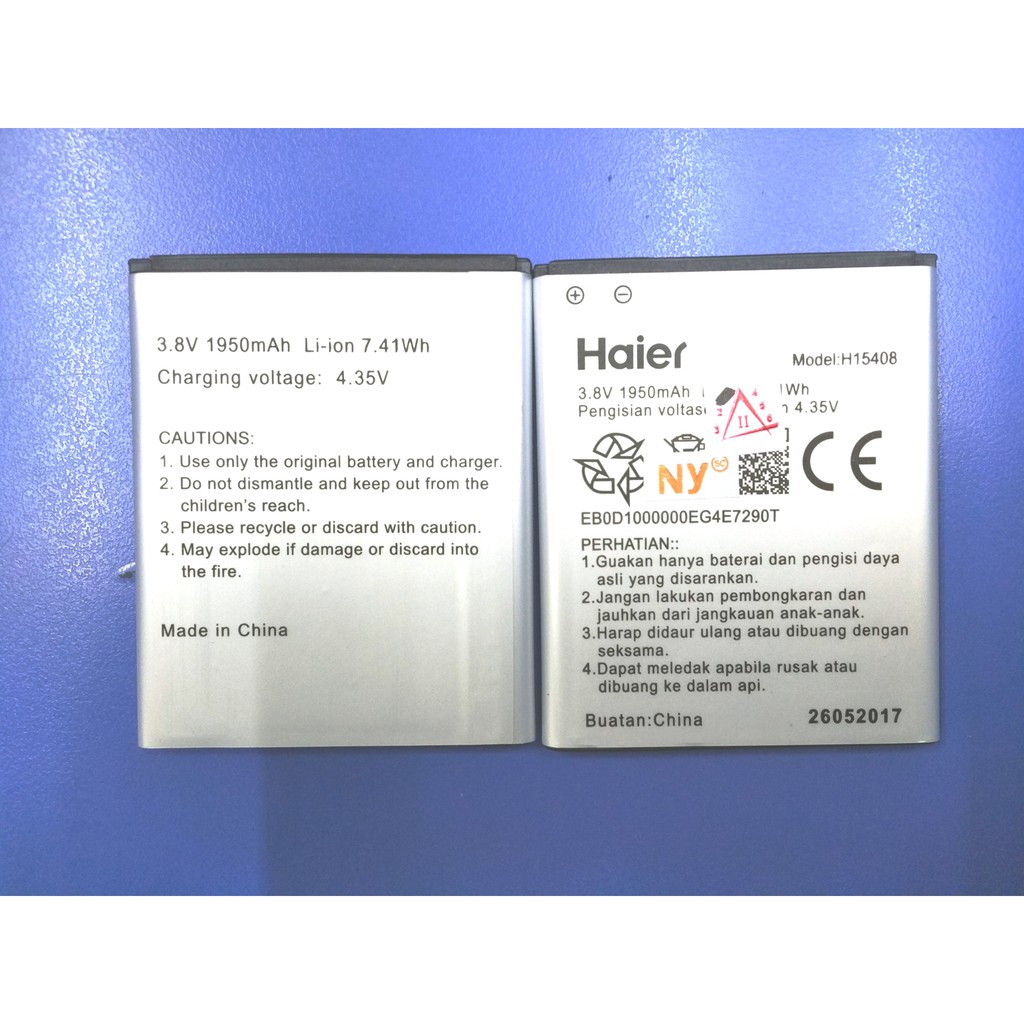 3.8V 1950mAh Li-ion 7.41Wh
Charging voltage: 4.35V
CAUTIONS:
1. Use only the original battery and charger.
2. Do not dismantle and keep out from the
children's reach.
3. Please recycle or discard with caution.
4. May explode if damage or discard into
the fire.
Made in China
+ −
Haier Model:H15408
3.8V 1950mAh 1Wh
Pengisian 4.35V
II
NY SC
CE
EB0D1000000EG4E7290T
PERHATIAN::
1.Guakan hanya baterai dan pengisi daya
asli yang disarankan.
2.Jangan lakukan pembongkaran dan
jauhkan dari jangkauan anak-anak.
3.Harap didaur ulang atau dibuang dengan
seksama.
4.Dapat meledak apabila rusak atau
dibuang ke dalam api.
Buatan:China 26052017